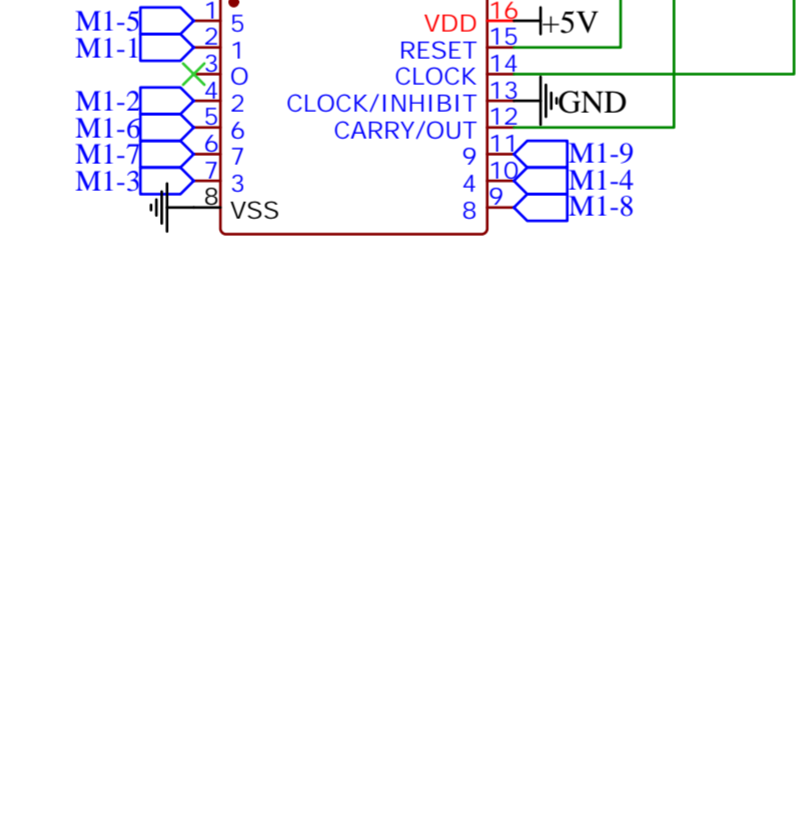 M1-5 1 5 VDD 16 +5V
M1-1 2 1 RESET 15
3 O CLOCK 14
M1-2 4 2 CLOCK/INHIBIT 13 GND
M1-6 5 6 CARRY/OUT 12
M1-7 6 7 9 11 M1-9
M1-3 7 3 4 10 M1-4
8 VSS 8 9 M1-8